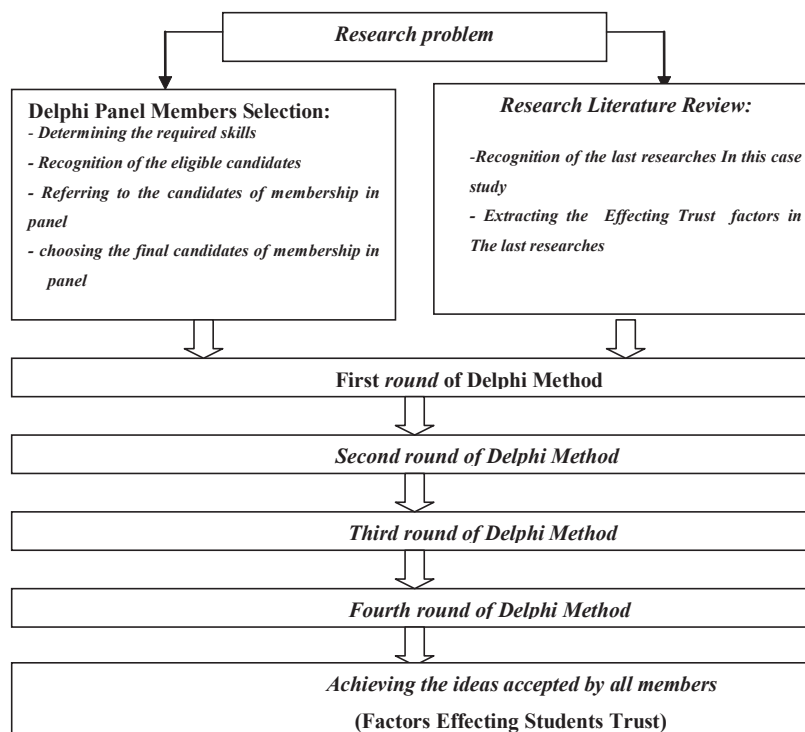 Research problem
Delphi Panel Members Selection:
- Determining the required skills
- Recognition of the eligible candidates
- Referring to the candidates of membership in
panel
- choosing the final candidates of membership in
panel
Research Literature Review:
-Recognition of the last researches In this case
study
- Extracting the Effecting Trust factors in
The last researches
First round of Delphi Method
Second round of Delphi Method
Third round of Delphi Method
Fourth round of Delphi Method
Achieving the ideas accepted by all members
(Factors Effecting Students Trust)